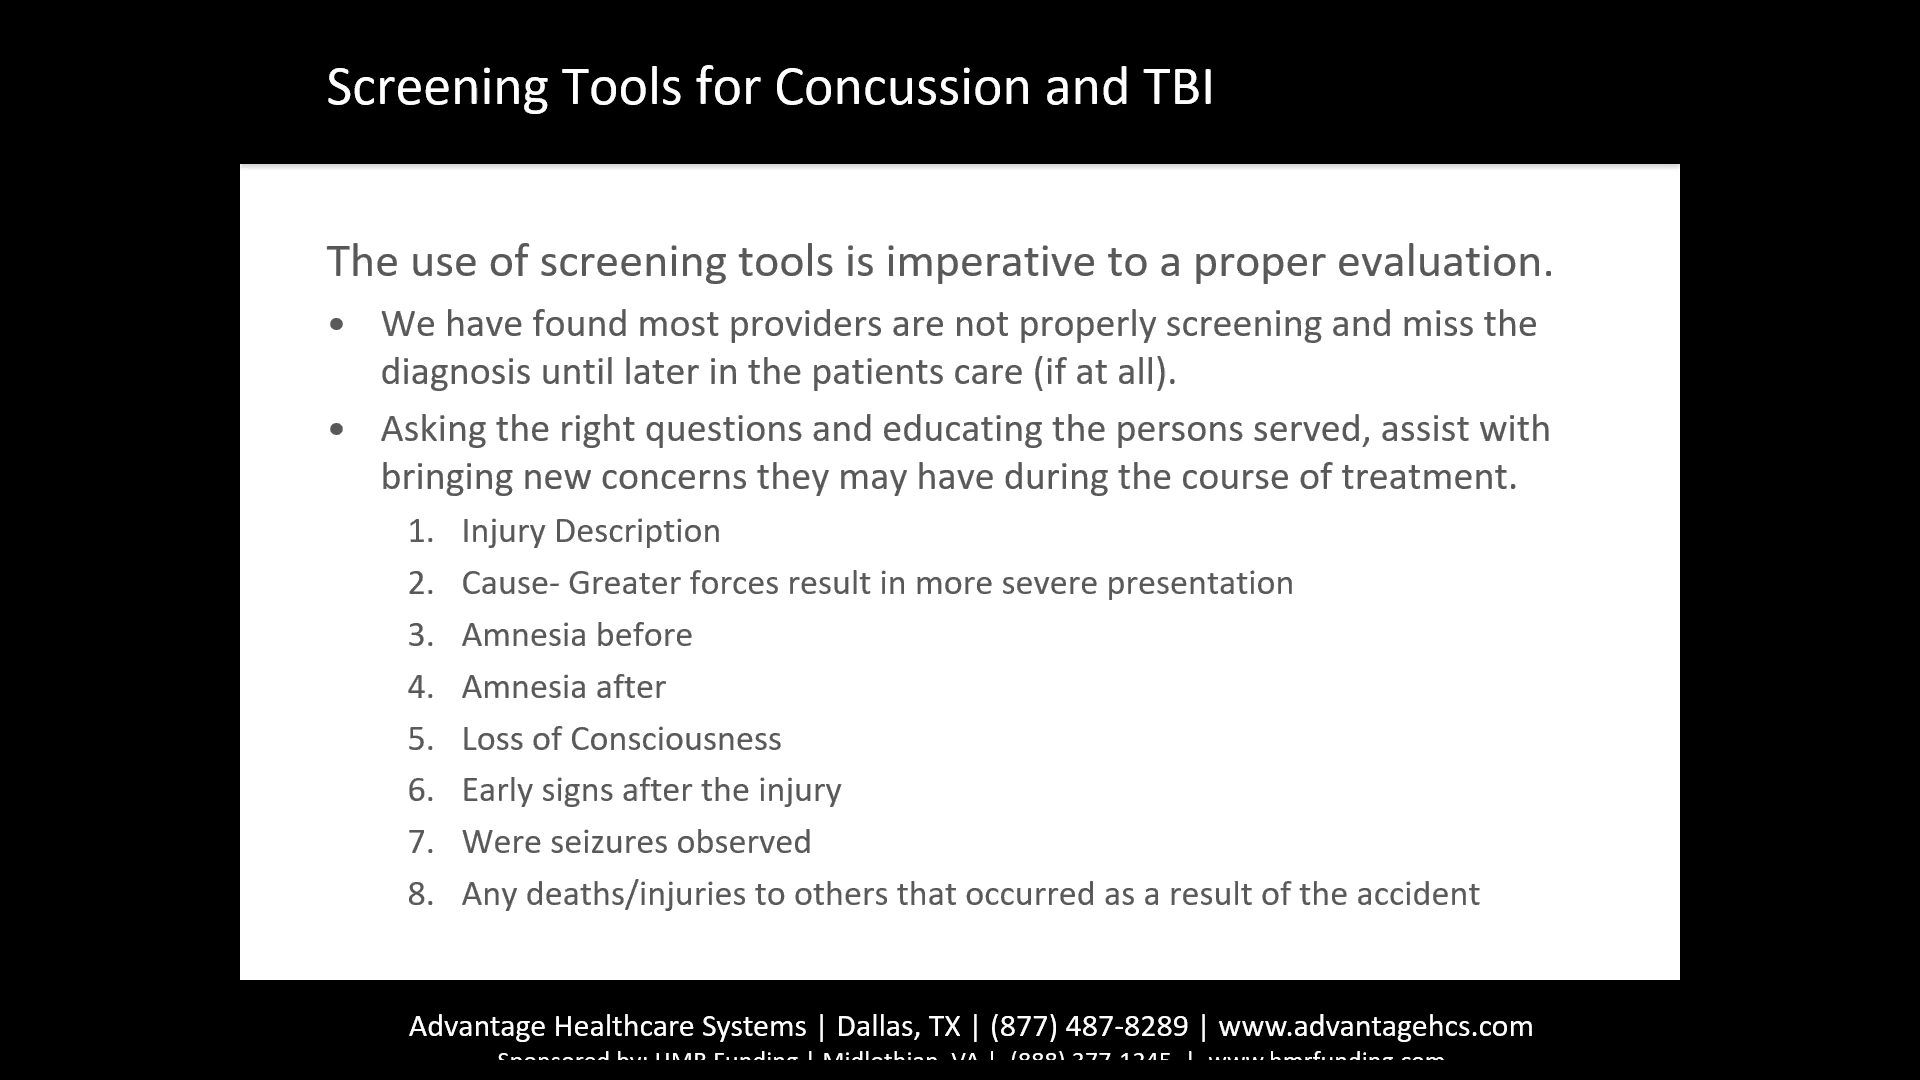 Screening Tools for Concussion and TBI
The use of screening tools is imperative to a proper evaluation.
• We have found most providers are not properly screening and miss the
diagnosis until later in the patients care (if at all).
• Asking the right questions and educating the persons served, assist with
bringing new concerns they may have during the course of treatment.
1. Injury Description
2. Cause- Greater forces result in more severe presentation
3. Amnesia before
4. Amnesia after
5. Loss of Consciousness
6. Early signs after the injury
7. Were seizures observed
8. Any deaths/injuries to others that occurred as a result of the accident
Advantage Healthcare Systems | Dallas, TX | (877) 487-8289 | www.advantagehcs.com
Sponsored by: HMR Funding | Midlothian, VA | (888) 377-1245 | www.hmrfunding.com